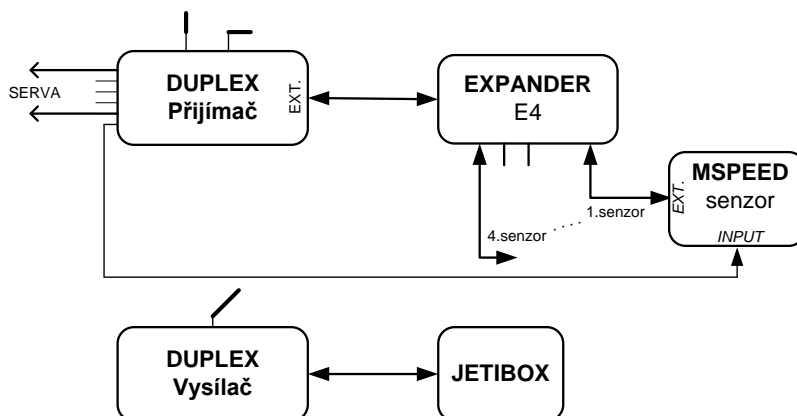 SERVA
DUPLEX
Přijímač
EXT.
EXPANDER
E4
MSPEED
senzor
EXT.
INPUT
1.senzor
4.senzor
DUPLEX
Vysílač
JETIBOX